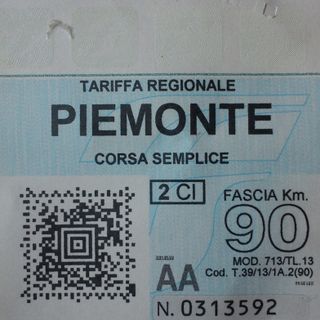 TARIFFA REGIONALE
PIEMONTE
CORSA SEMPLICE
2 Cl
FASCIA Km.
90
MOD. 713/TL.13
Cod. T.39/13/1A.2(90)
AA
N. 0313592